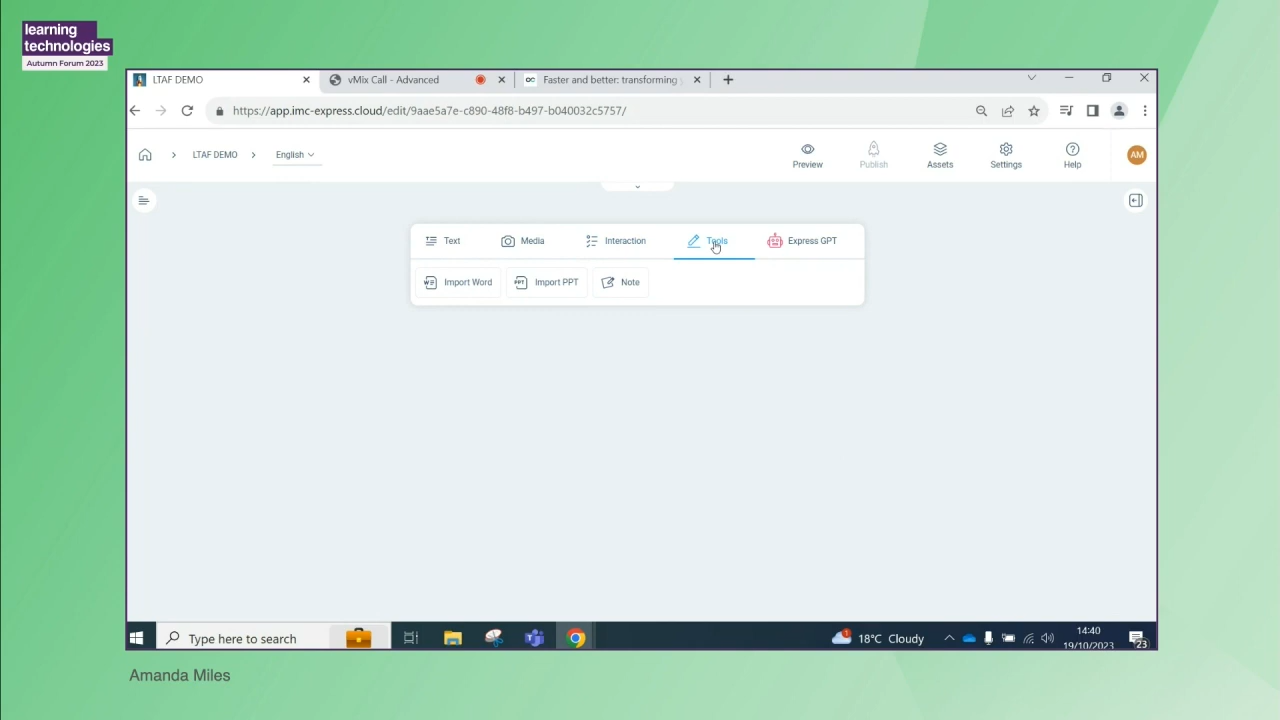 learning
technologies
Autumn Forum 2023
LTAF DEMO
vMix Call - Advanced
Faster and better: transforming
https://app.imc-express.cloud/edit/9aae5a7e-c890-48f8-b497-b040032c5757/
LTAF DEMO
English
Preview
Publish
Assets
Settings
Help
AM
Text
Media
Interaction
Tools
Express GPT
Import Word
Import PPT
Note
Type here to search
1
18°C Cloudy
14:40
19/10/2023
23
Amanda Miles